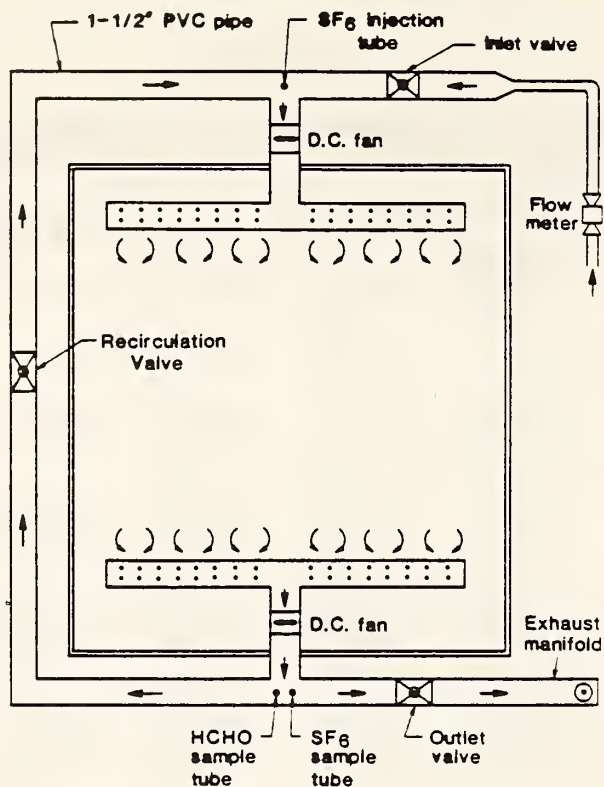 1-1/2" PVC pipe
SF6 injection
tube
Inlet valve
D.C. fan
Flow
meter
Recirculation
Valve
D.C. fan
Exhaust
manifold
HCHO
sample
tube
SF6
sample
tube
Outlet
valve